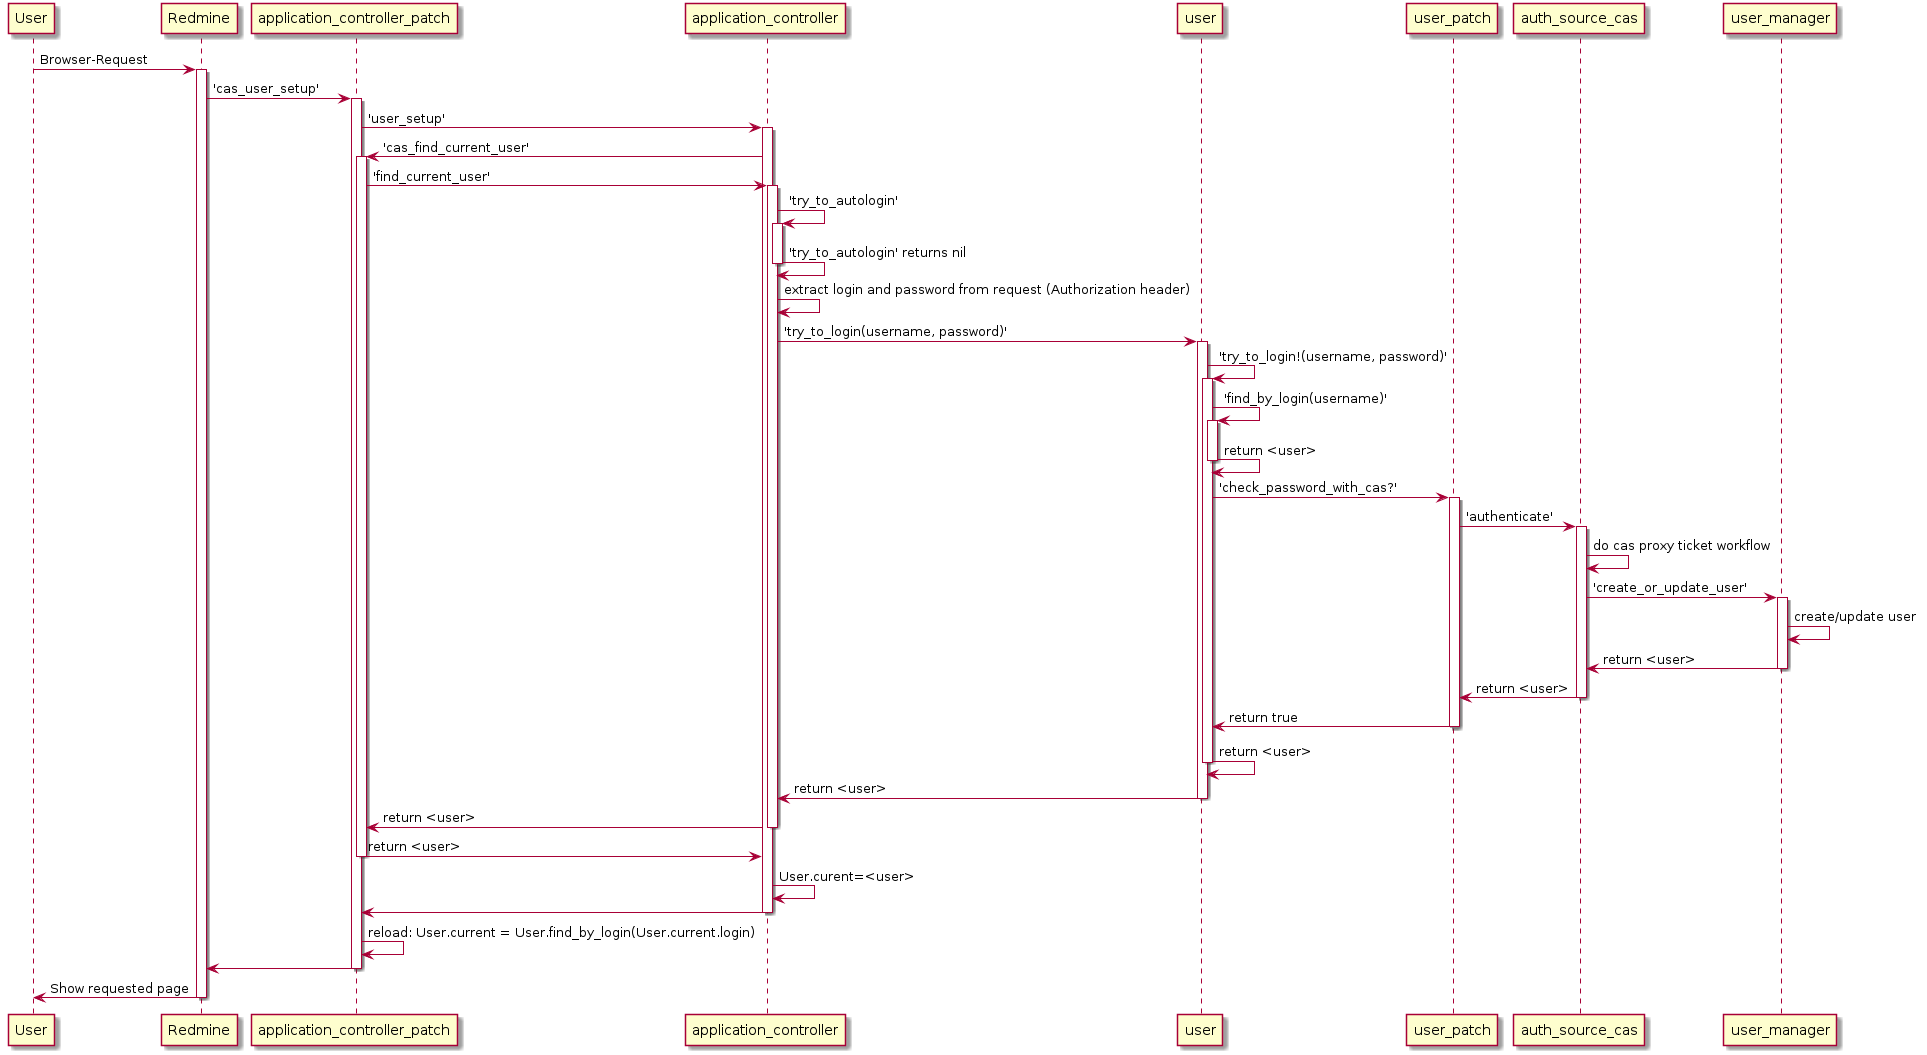 User Redmine application_controller_patch application_controller user user_patch auth_source_cas user_manager
Browser-Request
'cas_user_setup'
'user_setup'
'cas_find_current_user'
'find_current_user'
'try_to_autologin'
'try_to_autologin' returns nil
extract login and password from request (Authorization header)
'try_to_login(username, password)'
'try_to_login!(username, password)'
'find_by_login(username)'
return <user>
'check_password_with_cas?'
'authenticate'
do cas proxy ticket workflow
'create_or_update_user'
create/update user
return <user>
return <user>
return true
return <user>
return <user>
return <user>
return <user>
User.curent=<user>
reload: User.current = User.find_by_login(User.current.login)
Show requested page
User Redmine application_controller_patch application_controller user user_patch auth_source_cas user_manager